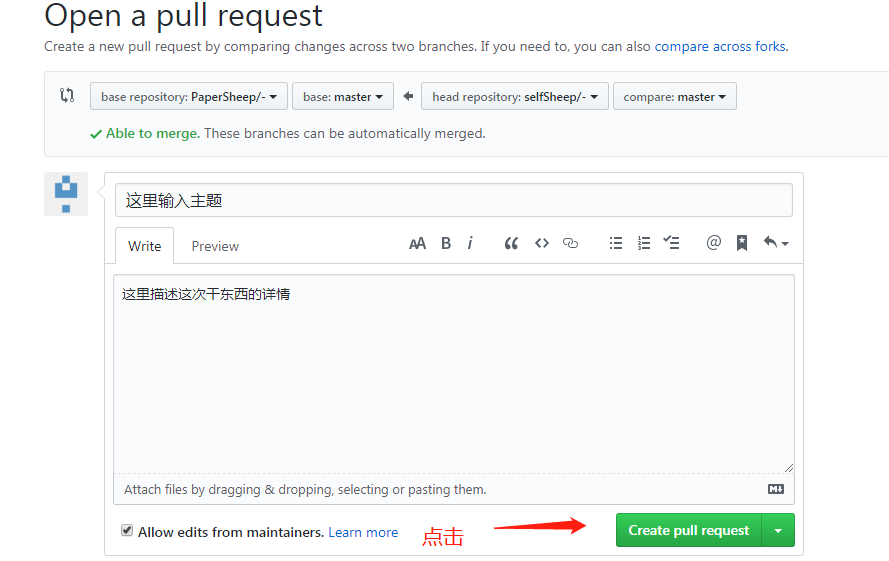 Open a pull request
Create a new pull request by comparing changes across two branches. If you need to, you can also compare across forks.
base repository: PaperSheep/- base: master head repository: selfSheep/- compare: master
Able to merge. These branches can be automatically merged.
这里输入主题
Write Preview AA B i @
这里描述这次干东西的详情
Attach files by dragging & dropping, selecting or pasting them. M
Allow edits from maintainers. Learn more 点击 Create pull request